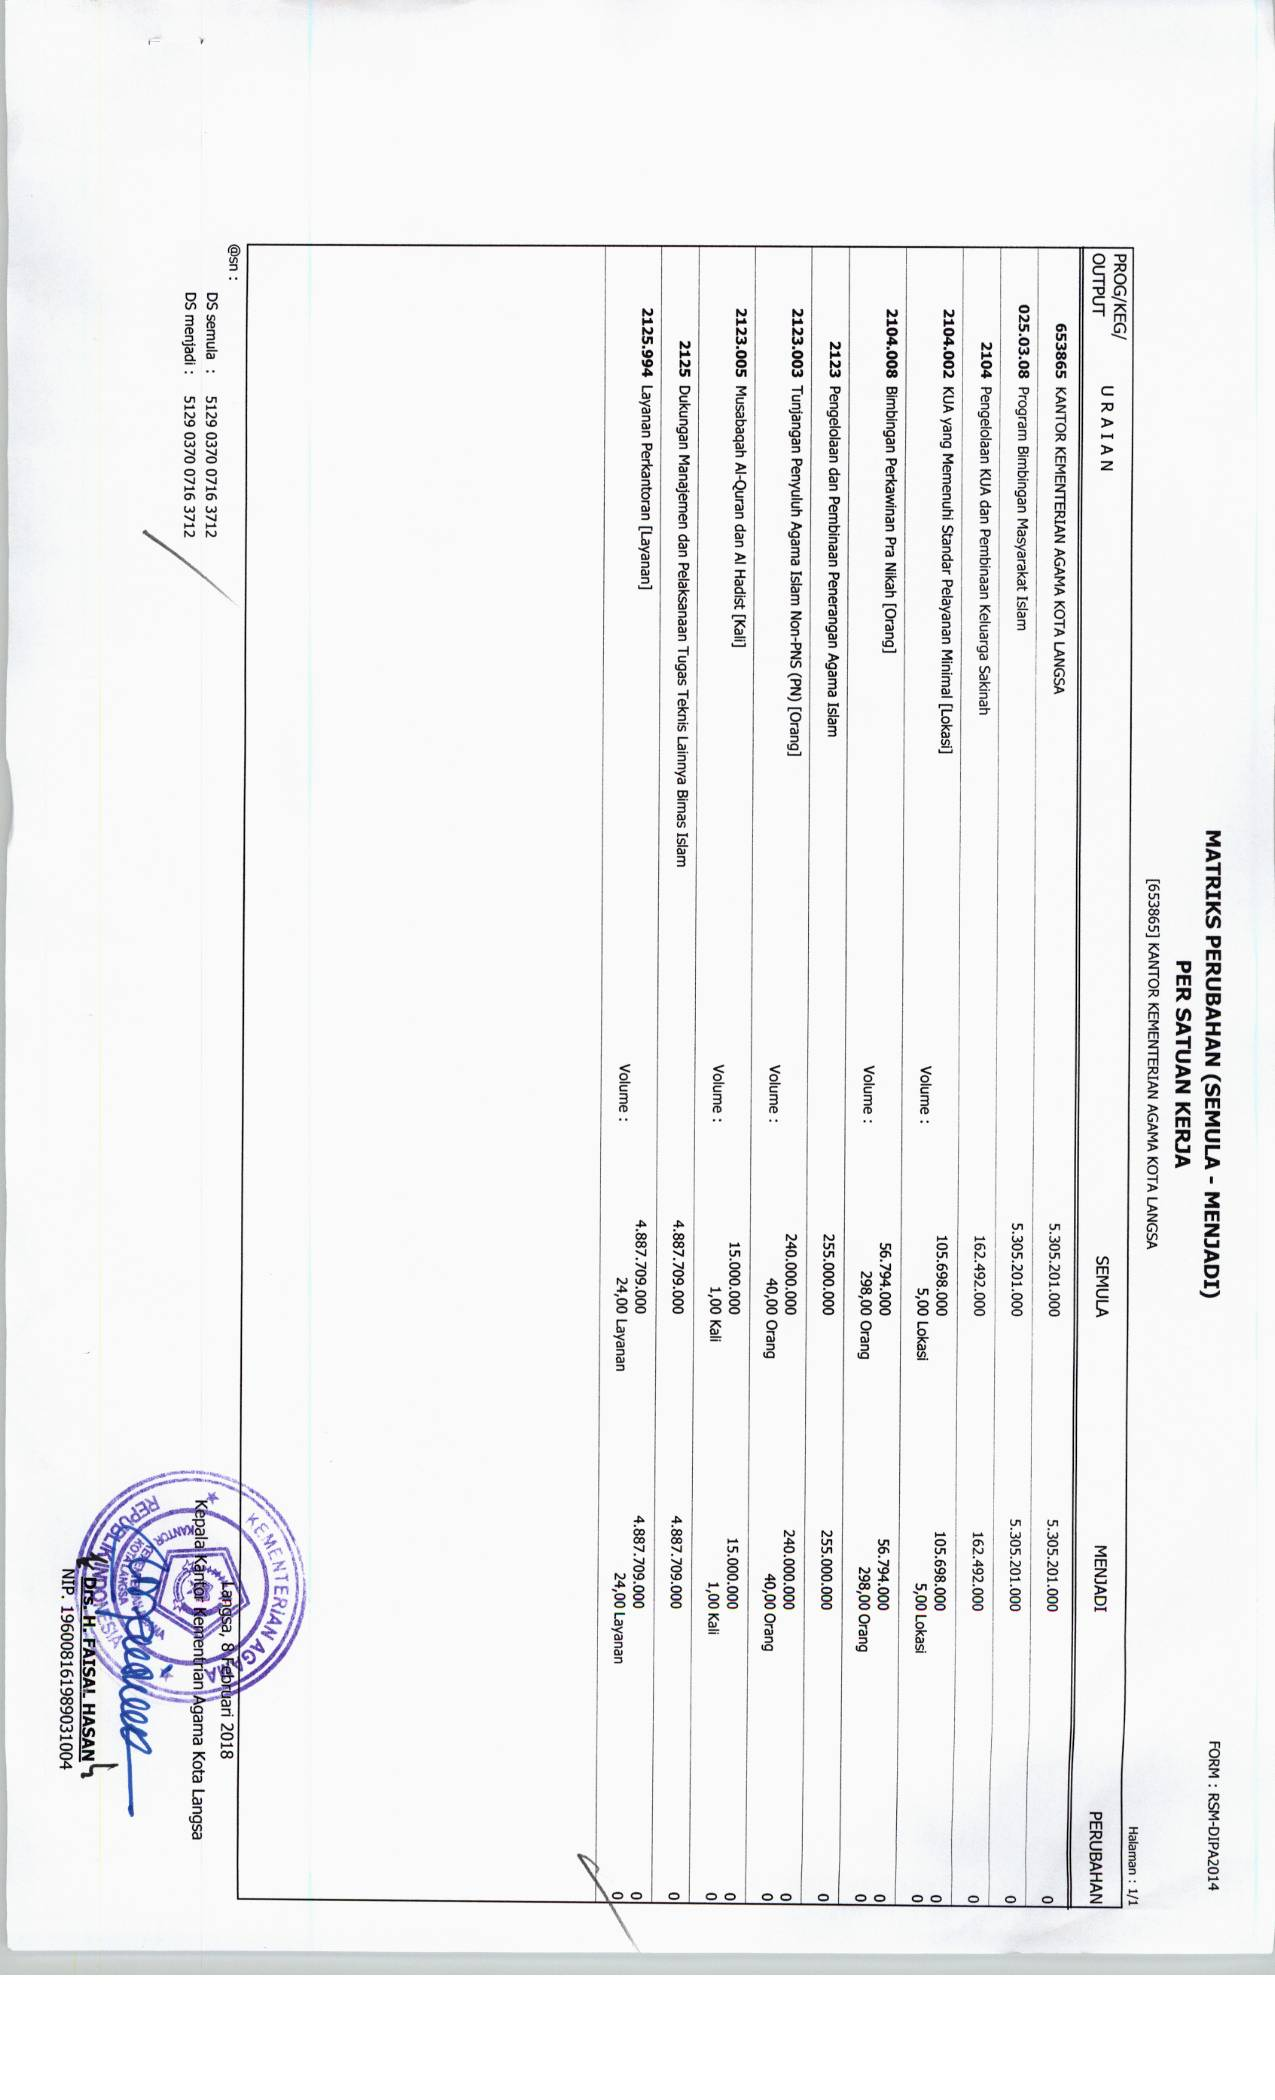 FORM : RSM-DIPA2014
MATRIKS PERUBAHAN (SEMULA - MENJADI)
PER SATUAN KERJA
[653865] KANTOR KEMENTERIAN AGAMA KOTA LANGSA
Halaman : 1/1
PROG/KEG/ OUTPUT U R A I A N SEMULA MENJADI PERUBAHAN
653865 KANTOR KEMENTERIAN AGAMA KOTA LANGSA 5.305.201.000 5.305.201.000 0
025.03.08 Program Bimbingan Masyarakat Islam 5.305.201.000 5.305.201.000 0
2104 Pengelolaan KUA dan Pembinaan Keluarga Sakinah 162.492.000 162.492.000 0
2104.002 KUA yang Memenuhi Standar Pelayanan Minimal [Lokasi] 105.698.000 105.698.000 0
Volume : 5,00 Lokasi 5,00 Lokasi 0
2104.008 Bimbingan Perkawinan Pra Nikah [Orang] 56.794.000 56.794.000 0
Volume : 298,00 Orang 298,00 Orang 0
2123 Pengelolaan dan Pembinaan Penerangan Agama Islam 255.000.000 255.000.000 0
2123.003 Tunjangan Penyuluh Agama Islam Non-PNS (PN) [Orang] 240.000.000 240.000.000 0
Volume : 40,00 Orang 40,00 Orang 0
2123.005 Musabaqah Al-Quran dan Al Hadist [Kali] 15.000.000 15.000.000 0
Volume : 1,00 Kali 1,00 Kali 0
2125 Dukungan Manajemen dan Pelaksanaan Tugas Teknis Lainnya Bimas Islam 4.887.709.000 4.887.709.000 0
2125.994 Layanan Perkantoran [Layanan] 4.887.709.000 4.887.709.000 0
Volume : 24,00 Layanan 24,00 Layanan 0
@sn :
DS semula : 5129 0370 0716 3712
DS menjadi : 5129 0370 0716 3712
Langsa, 8 Februari 2018
Kepala Kantor Kementrian Agama Kota Langsa
KEMENTERIAN AGAMA
REPUBLIK INDONESIA
KANTOR KEMENTERIAN AGAMA
KOTA LANGSA
Drs. H. FAISAL HASAN
NIP. 196008161989031004